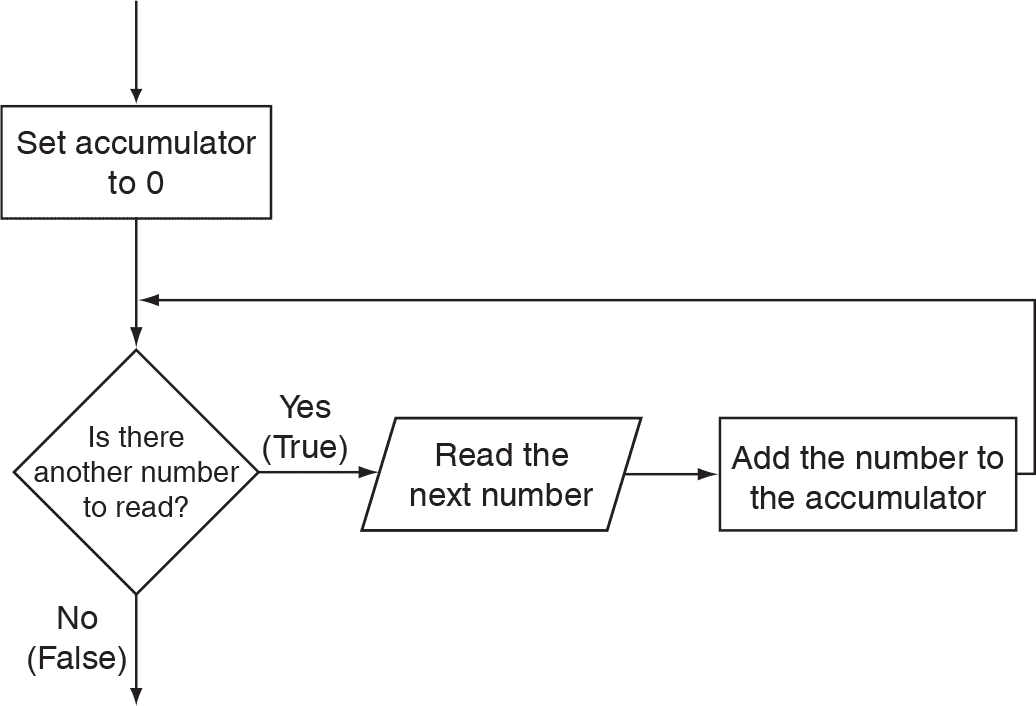 Set accumulator
to 0
Is there
another number
to read?
Yes
(True)
Read the
next number
Add the number to
the accumulator
No
(False)